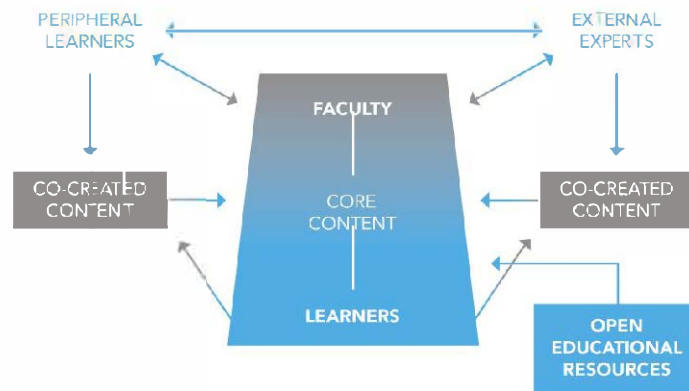 PERIPHERAL
LEARNERS
EXTERNAL
EXPERTS
FACULTY
CO-CREATED
CONTENT
CORE
CONTENT
CO-CREATED
CONTENT
LEARNERS
OPEN
EDUCATIONAL
RESOURCES